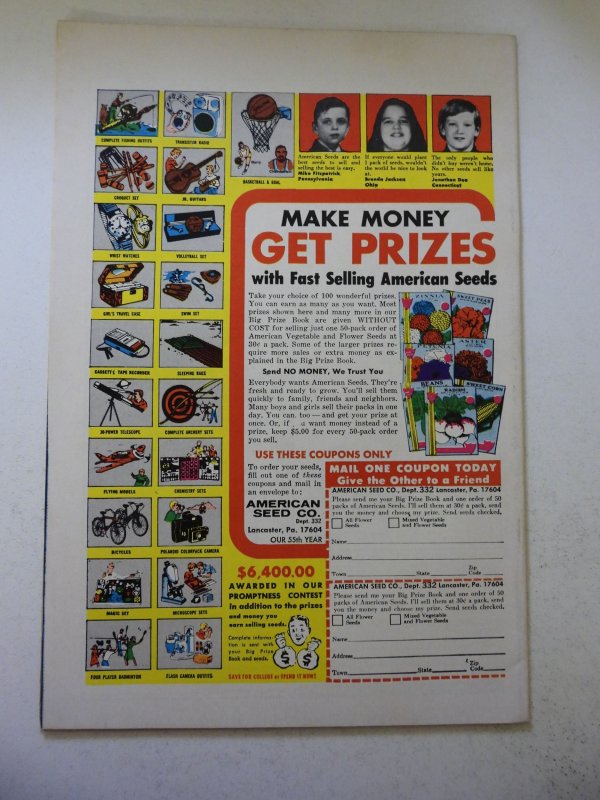 COMPLETE FISHING OUTFITS
TRANSISTOR RADIO
CROQUET SET
JR. GUITARS
BASKETBALL & GOAL
WRIST WATCHES
VOLLEYBALL SET
GIRL'S TRAVEL CASE
SWIM SET
CASSETTE TAPE RECORDER
SLEEPING BAGS
30-POWER TELESCOPE
COMPLETE ARCHERY SETS
FLYING MODELS
CHEMISTRY SETS
BICYCLES
POLAROID COLORPACK CAMERA
MAGIC SET
MICROSCOPE SETS
FOUR PLAYER BADMINTON
FLASH CAMERA OUTFITS
American Seeds are the
best seeds to sell and
selling the best is easy.
Mike Fitzpatrick
Pennsylvania
If everyone would plant
1 pack of seeds, wouldn't
the world be nice to look
at.
Brenda Jackson
Ohio
The only people who
didn't buy weren't home.
No other seeds sell like
yours.
Jonathan Dea
Connecticut
MAKE MONEY
GET PRIZES
with Fast Selling American Seeds
Take your choice of 100 wonderful prizes.
You can earn as many as you want. Most
prizes shown here and many more in our
Big Prize Book are given WITHOUT
COST for selling just one 50-pack order of
American Vegetable and Flower Seeds at
30¢ a pack. Some of the larger prizes re-
quire more sales or extra money as ex-
plained in the Big Prize Book.
Send NO MONEY, We Trust You
Everybody wants American Seeds. They're
fresh and ready to grow. You'll sell them
quickly to family, friends and neighbors.
Many boys and girls sell their packs in one
day. You can, too — and get your prize at
once. Or, if a want money instead of a
prize, keep $5.00 for every 50-pack order
you sell.
ZINNIA
SWEET PEAS
ASTER
BEANS
RADISH
SWEET CORN
USE THESE COUPONS ONLY
To order your seeds,
fill out one of these
coupons and mail in
an envelope to:
AMERICAN
SEED CO.
Dept. 332
Lancaster, Pa. 17604
OUR 55th YEAR
MAIL ONE COUPON TODAY
Give the Other to a Friend
AMERICAN SEED CO., Dept. 332 Lancaster, Pa. 17604
Please send me your Big Prize Book and one order of 50
packs of American Seeds. I'll sell them at 30¢ a pack, send
you the money and choose my prize. Send seeds checked.
All Flower
Seeds
Mixed Vegetable
and Flower Seeds
Name
Address
Town State Zip
Code
AMERICAN SEED CO., Dept. 332 Lancaster, Pa. 17604
Please send me your Big Prize Book and one order of 50
packs of American Seeds. I'll sell them at 30¢ a pack, send
you the money and choose my prize. Send seeds checked.
All Flower
Seeds
Mixed Vegetable
and Flower Seeds
Name
Address
Town State Zip
Code
$6,400.00
AWARDED IN OUR
PROMPTNESS CONTEST
in addition to the prizes
and money you
earn selling seeds.
Complete informa-
tion is sent with
your Big Prize
Book and seeds.
$ $
SAVE FOR COLLEGE or SPEND IT NOW!